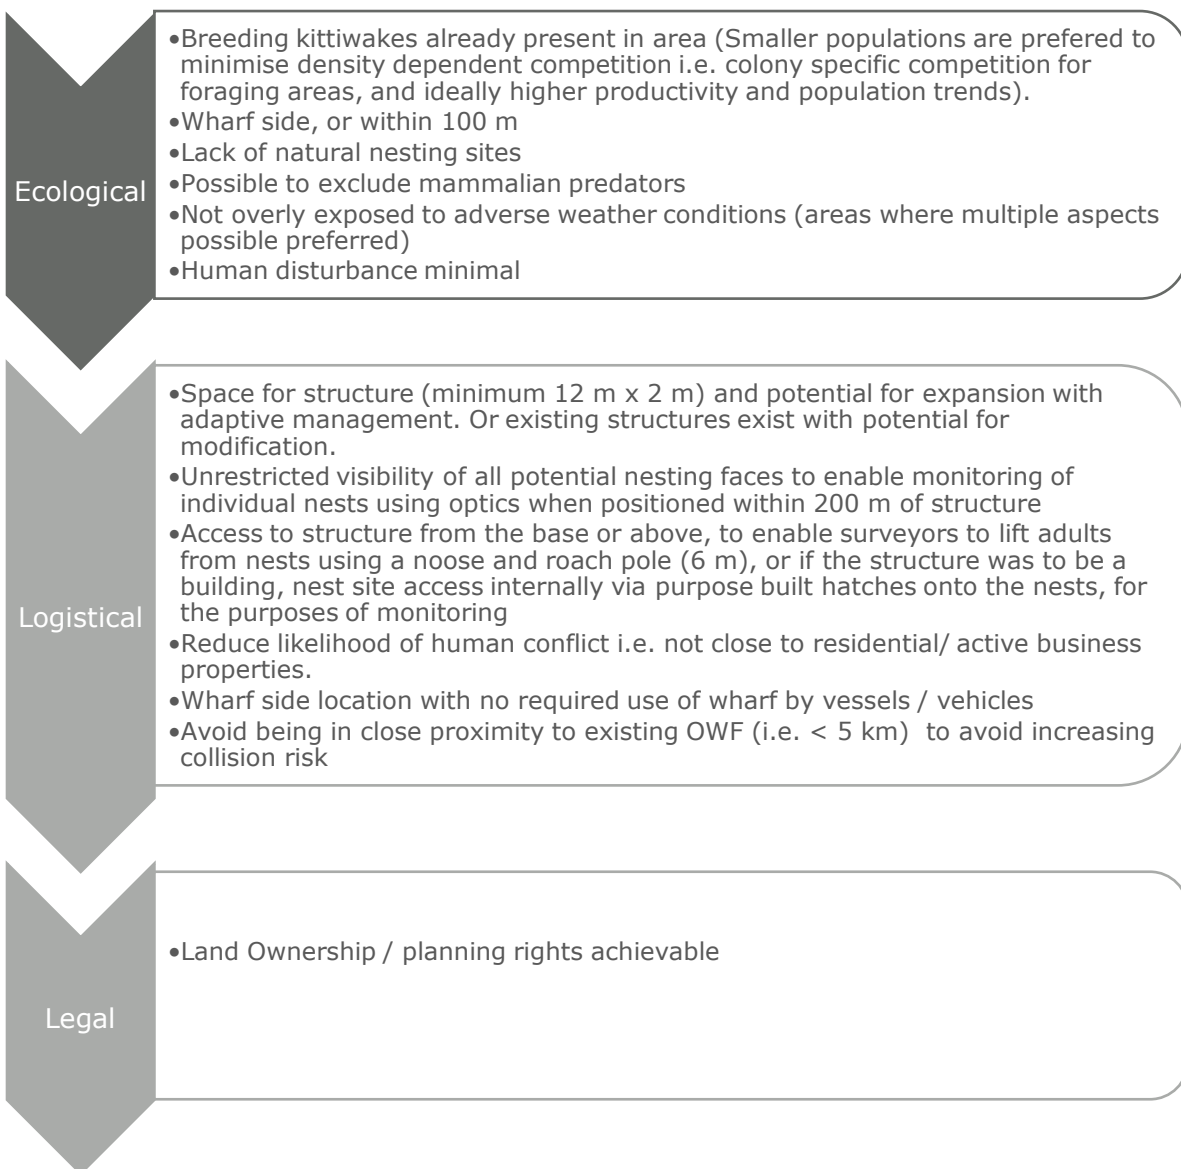 Ecological
•Breeding kittiwakes already present in area (Smaller populations are prefered to
minimise density dependent competition i.e. colony specific competition for
foraging areas, and ideally higher productivity and population trends).
•Wharf side, or within 100 m
•Lack of natural nesting sites
•Possible to exclude mammalian predators
•Not overly exposed to adverse weather conditions (areas where multiple aspects
possible preferred)
•Human disturbance minimal
Logistical
•Space for structure (minimum 12 m x 2 m) and potential for expansion with
adaptive management. Or existing structures exist with potential for
modification.
•Unrestricted visibility of all potential nesting faces to enable monitoring of
individual nests using optics when positioned within 200 m of structure
•Access to structure from the base or above, to enable surveyors to lift adults
from nests using a noose and roach pole (6 m), or if the structure was to be a
building, nest site access internally via purpose built hatches onto the nests, for
the purposes of monitoring
•Reduce likelihood of human conflict i.e. not close to residential/ active business
properties.
•Wharf side location with no required use of wharf by vessels / vehicles
•Avoid being in close proximity to existing OWF (i.e. < 5 km) to avoid increasing
collision risk
Legal
•Land Ownership / planning rights achievable